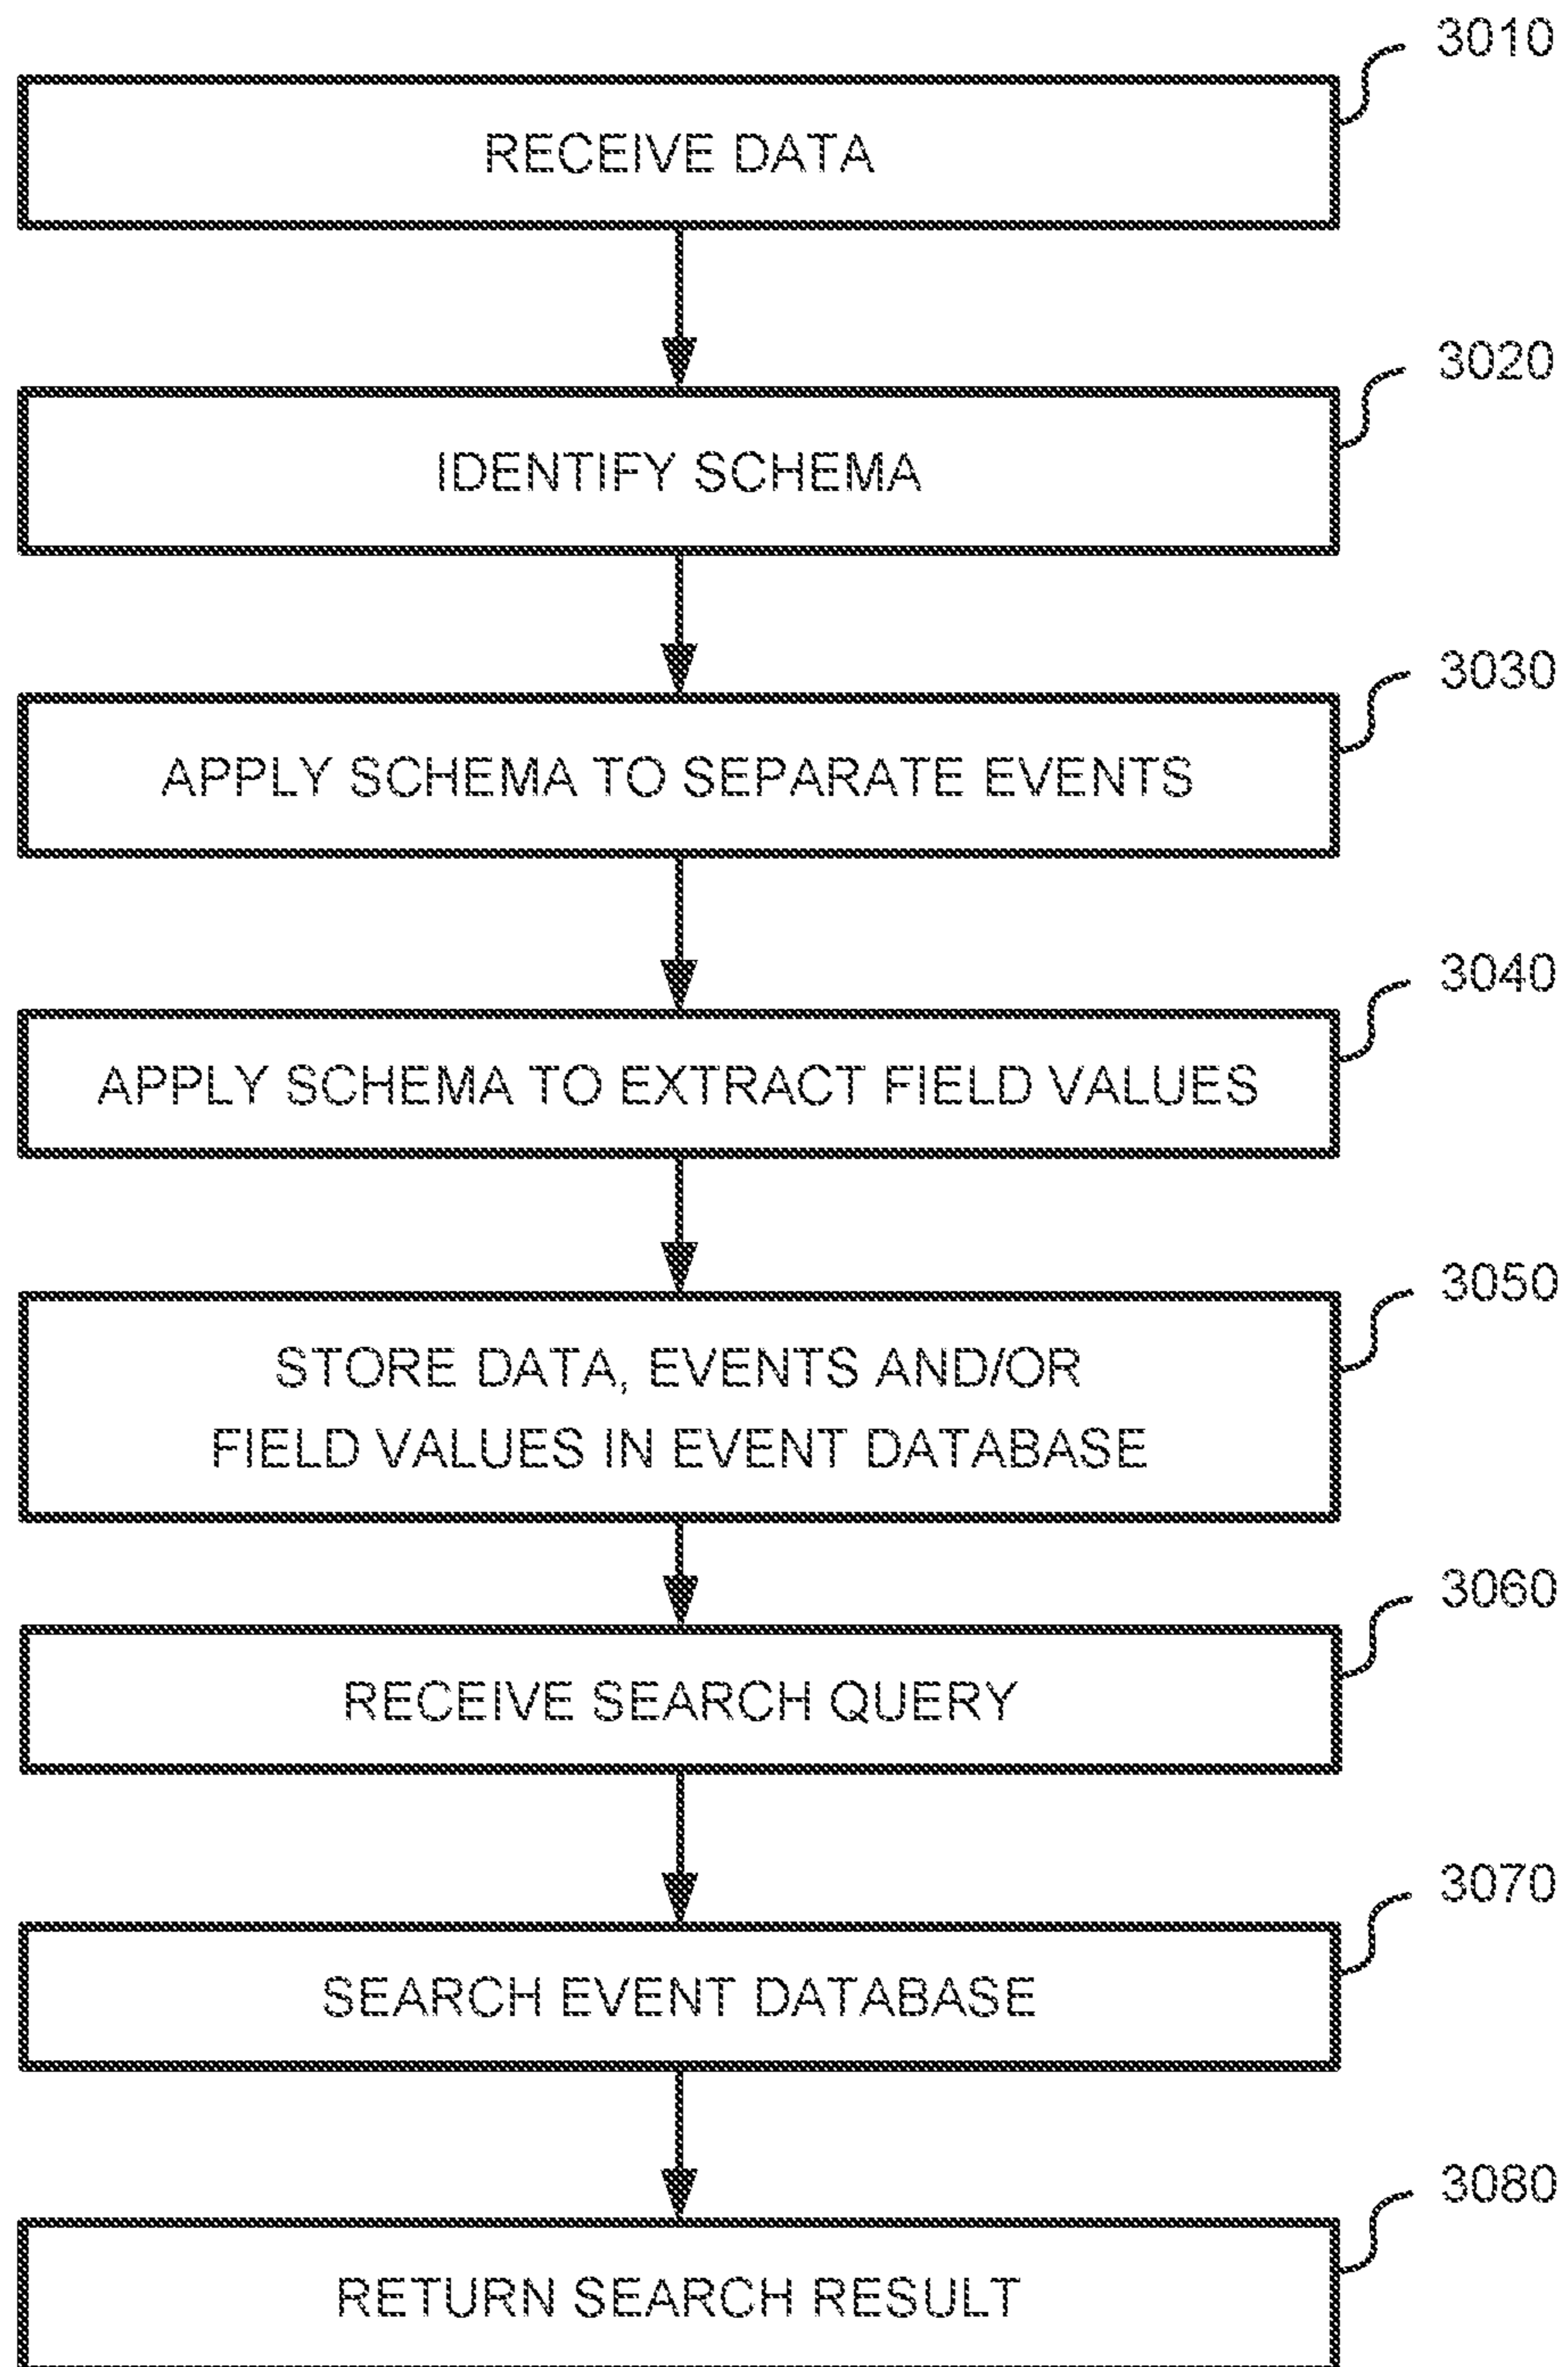 3010
RECEIVE DATA
3020
IDENTIFY SCHEMA
3030
APPLY SCHEMA TO SEPARATE EVENTS
3040
APPLY SCHEMA TO EXTRACT FIELD VALUES
3050
STORE DATA, EVENTS AND/OR
FIELD VALUES IN EVENT DATABASE
3060
RECEIVE SEARCH QUERY
3070
SEARCH EVENT DATABASE
3080
RETURN SEARCH RESULT